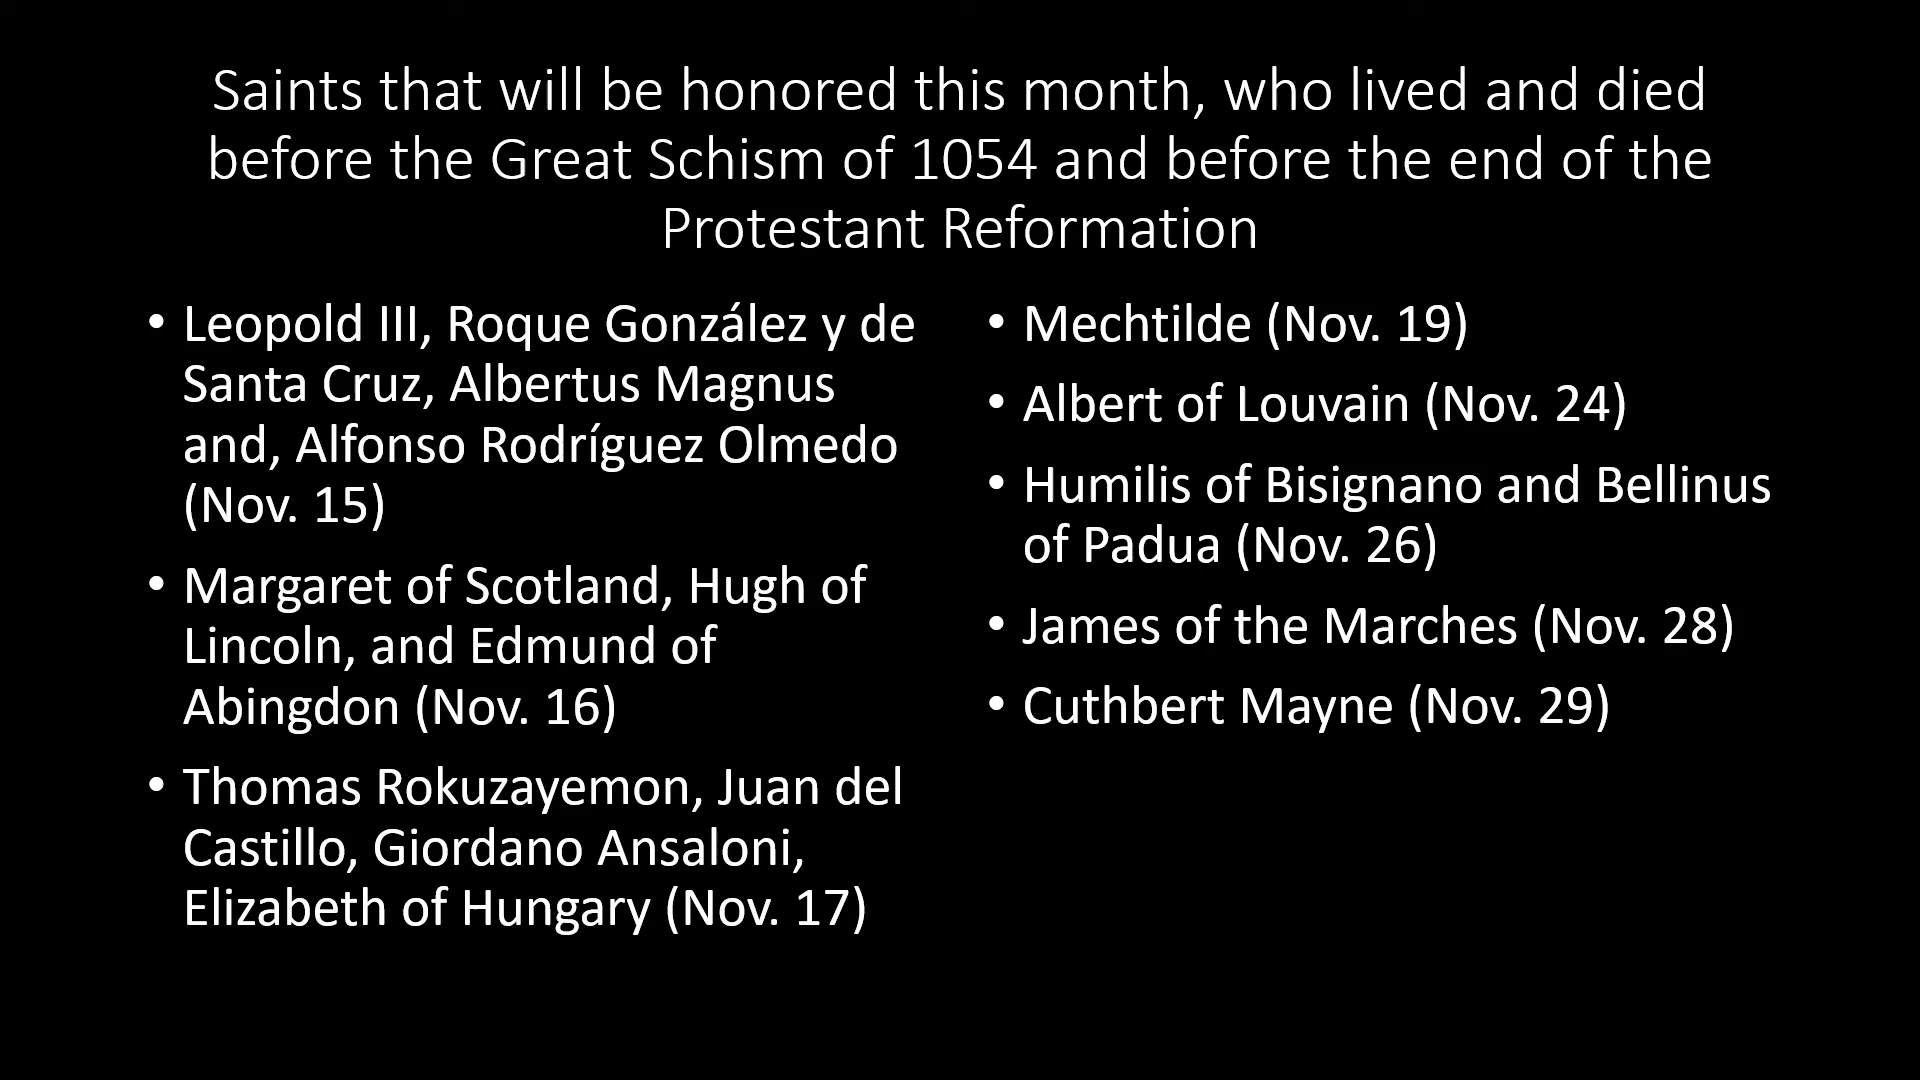 Saints that will be honored this month, who lived and died
before the Great Schism of 1054 and before the end of the
Protestant Reformation
• Leopold III, Roque González y de
Santa Cruz, Albertus Magnus
and, Alfonso Rodríguez Olmedo
(Nov. 15)
• Margaret of Scotland, Hugh of
Lincoln, and Edmund of
Abingdon (Nov. 16)
• Thomas Rokuzayemon, Juan del
Castillo, Giordano Ansaloni,
Elizabeth of Hungary (Nov. 17)
• Mechtilde (Nov. 19)
• Albert of Louvain (Nov. 24)
• Humilis of Bisignano and Bellinus
of Padua (Nov. 26)
• James of the Marches (Nov. 28)
• Cuthbert Mayne (Nov. 29)